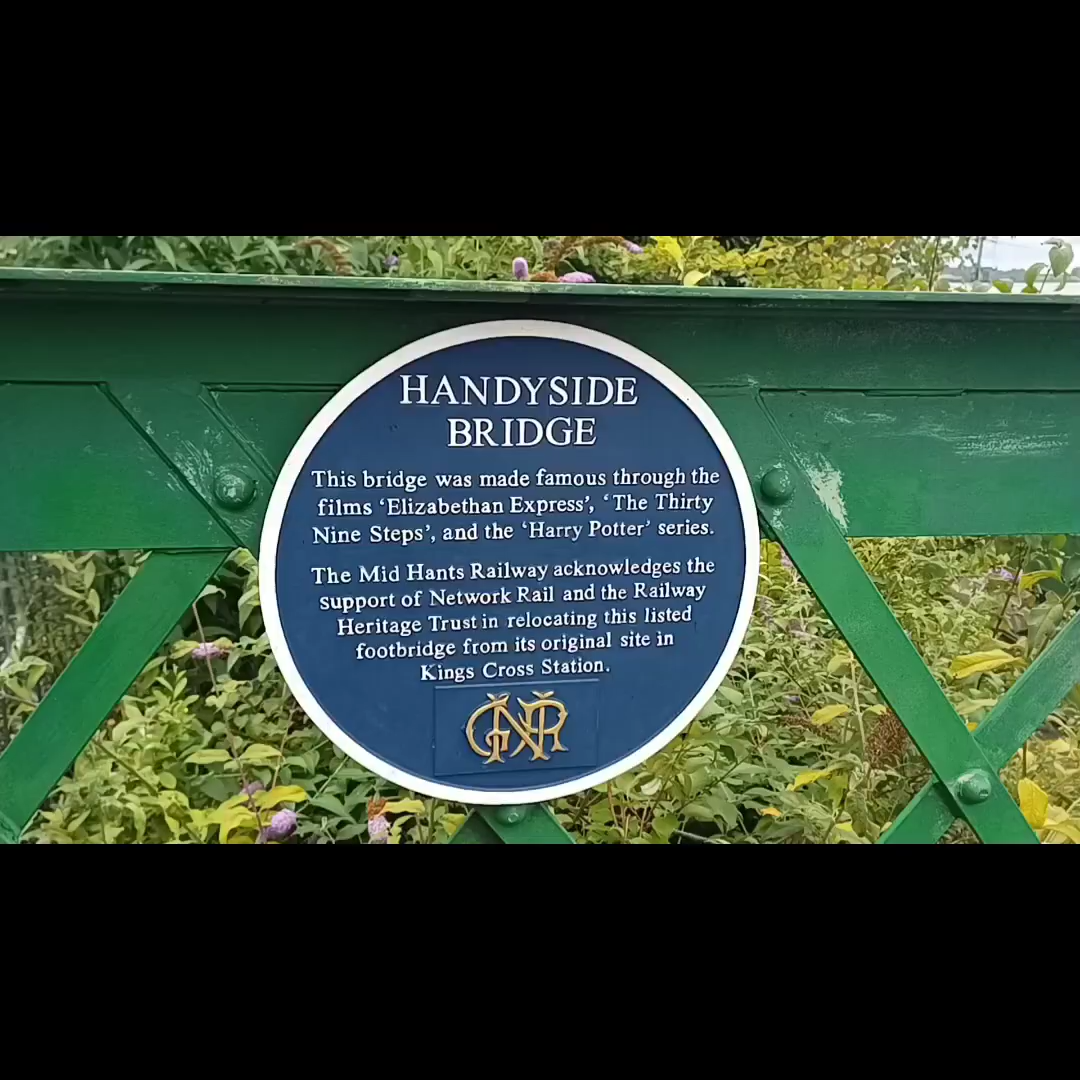 HANDYSIDE
BRIDGE
This bridge was made famous through the
films ‘Elizabethan Express’, ‘The Thirty
Nine Steps’, and the ‘Harry Potter’ series.
The Mid Hants Railway acknowledges the
support of Network Rail and the Railway
Heritage Trust in relocating this listed
footbridge from its original site in
Kings Cross Station.
GNR